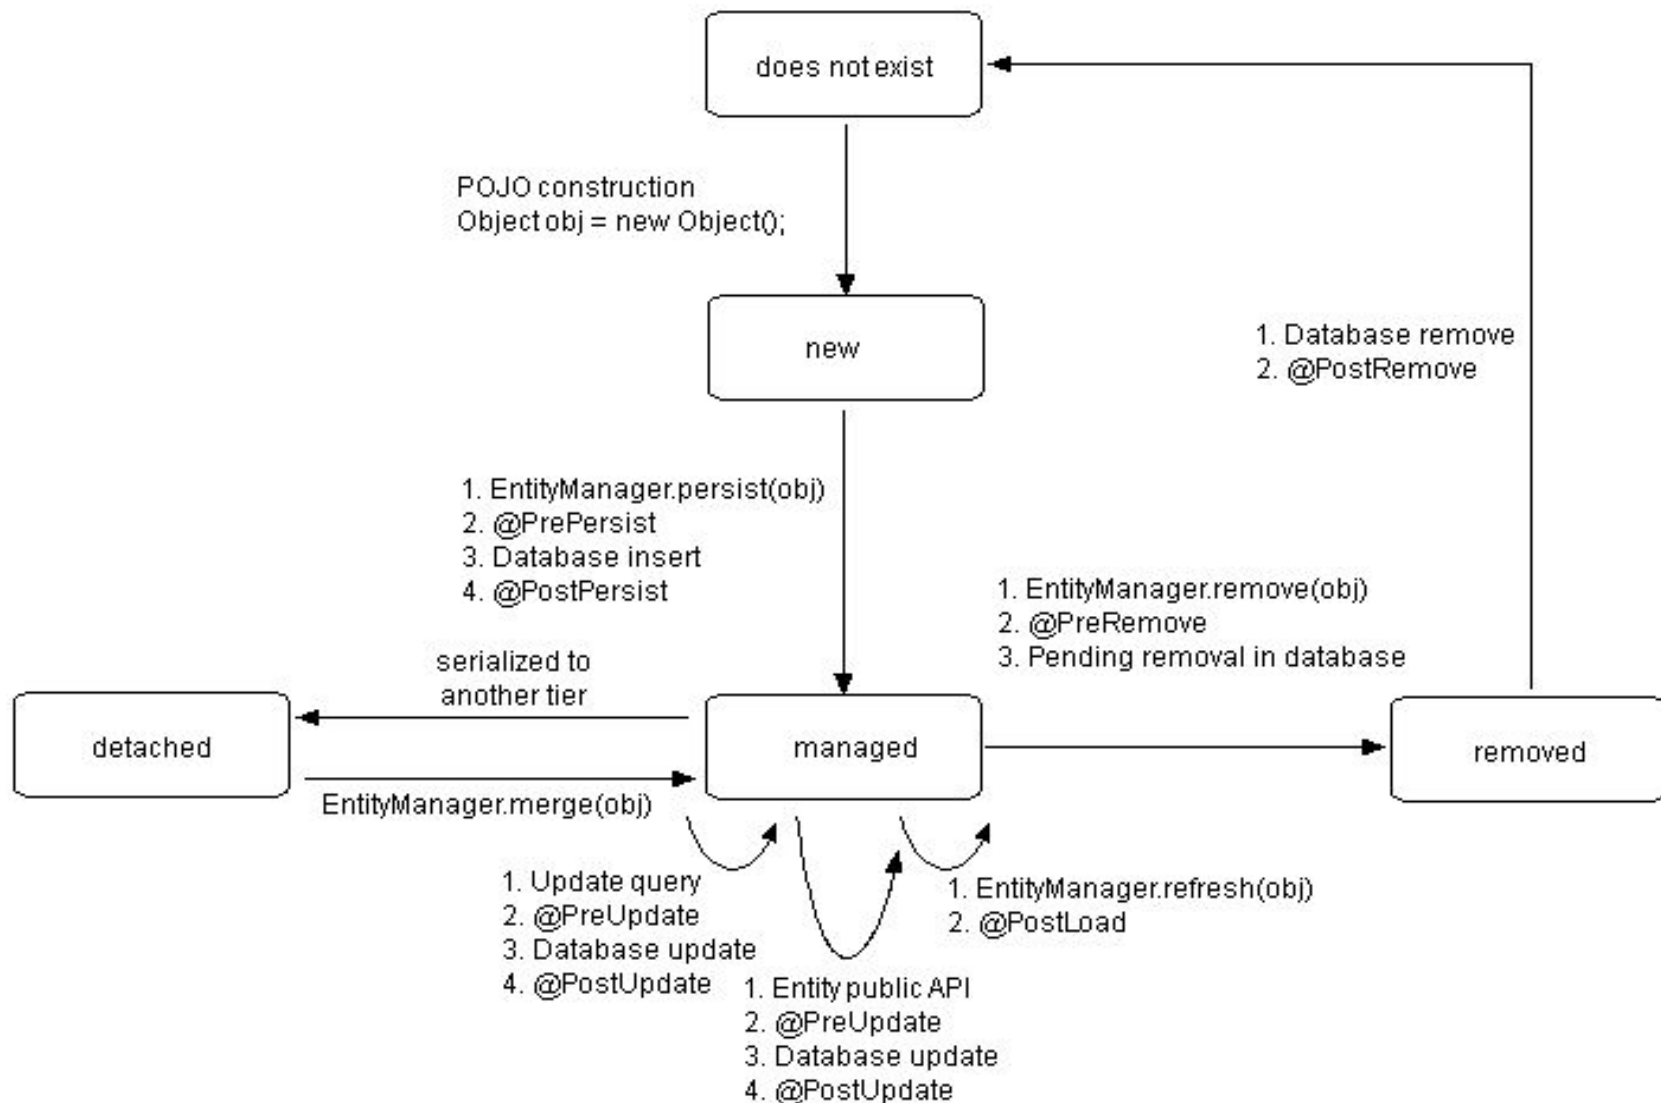 does not exist
POJO construction
Object obj = new Object();
new
1. Database remove
2. @PostRemove
1. EntityManager.persist(obj)
2. @PrePersist
3. Database insert
4. @PostPersist
1. EntityManager.remove(obj)
2. @PreRemove
3. Pending removal in database
serialized to
another tier
detached
managed
removed
EntityManager.merge(obj)
1. Update query
2. @PreUpdate
3. Database update
4. @PostUpdate
1. EntityManager.refresh(obj)
2. @PostLoad
1. Entity public API
2. @PreUpdate
3. Database update
4. @PostUpdate